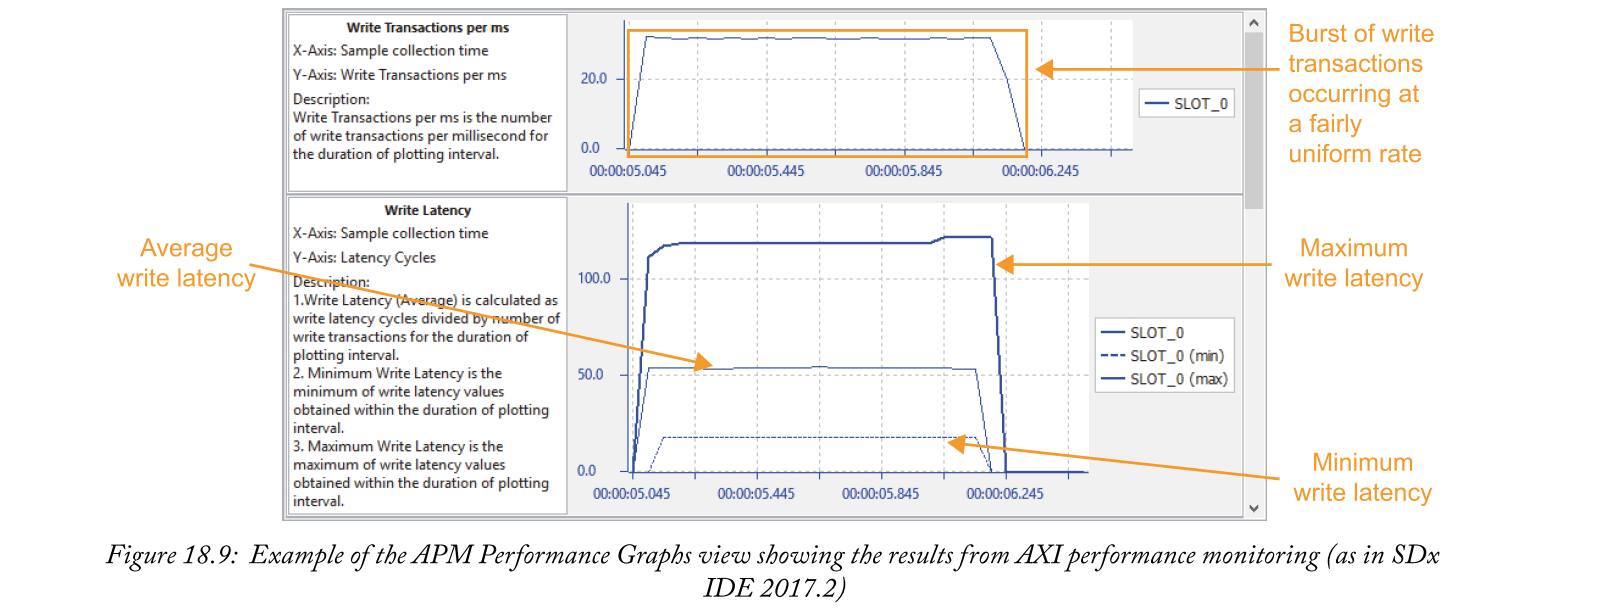 Write Transactions per ms
X-Axis: Sample collection time
Y-Axis: Write Transactions per ms
Description:
Write Transactions per ms is the number
of write transactions per millisecond for
the duration of plotting interval.
20.0
0.0
00:00:05.045
00:00:05.445
00:00:05.845
00:00:06.245
SLOT_0
Burst of write
transactions
occurring at
a fairly
uniform rate
Write Latency
X-Axis: Sample collection time
Y-Axis: Latency Cycles
Description:
1.Write Latency (Average) is calculated as
write latency cycles divided by number of
write transactions for the duration of
plotting interval.
2. Minimum Write Latency is the
minimum of write latency values
obtained within the duration of plotting
interval.
3. Maximum Write Latency is the
maximum of write latency values
obtained within the duration of plotting
interval.
Average
write latency
100.0
50.0
0.0
00:00:05.045
00:00:05.445
00:00:05.845
00:00:06.245
SLOT_0
SLOT_0 (min)
SLOT_0 (max)
Maximum
write latency
Minimum
write latency
Figure 18.9: Example of the APM Performance Graphs view showing the results from AXI performance monitoring (as in SDx
IDE 2017.2)